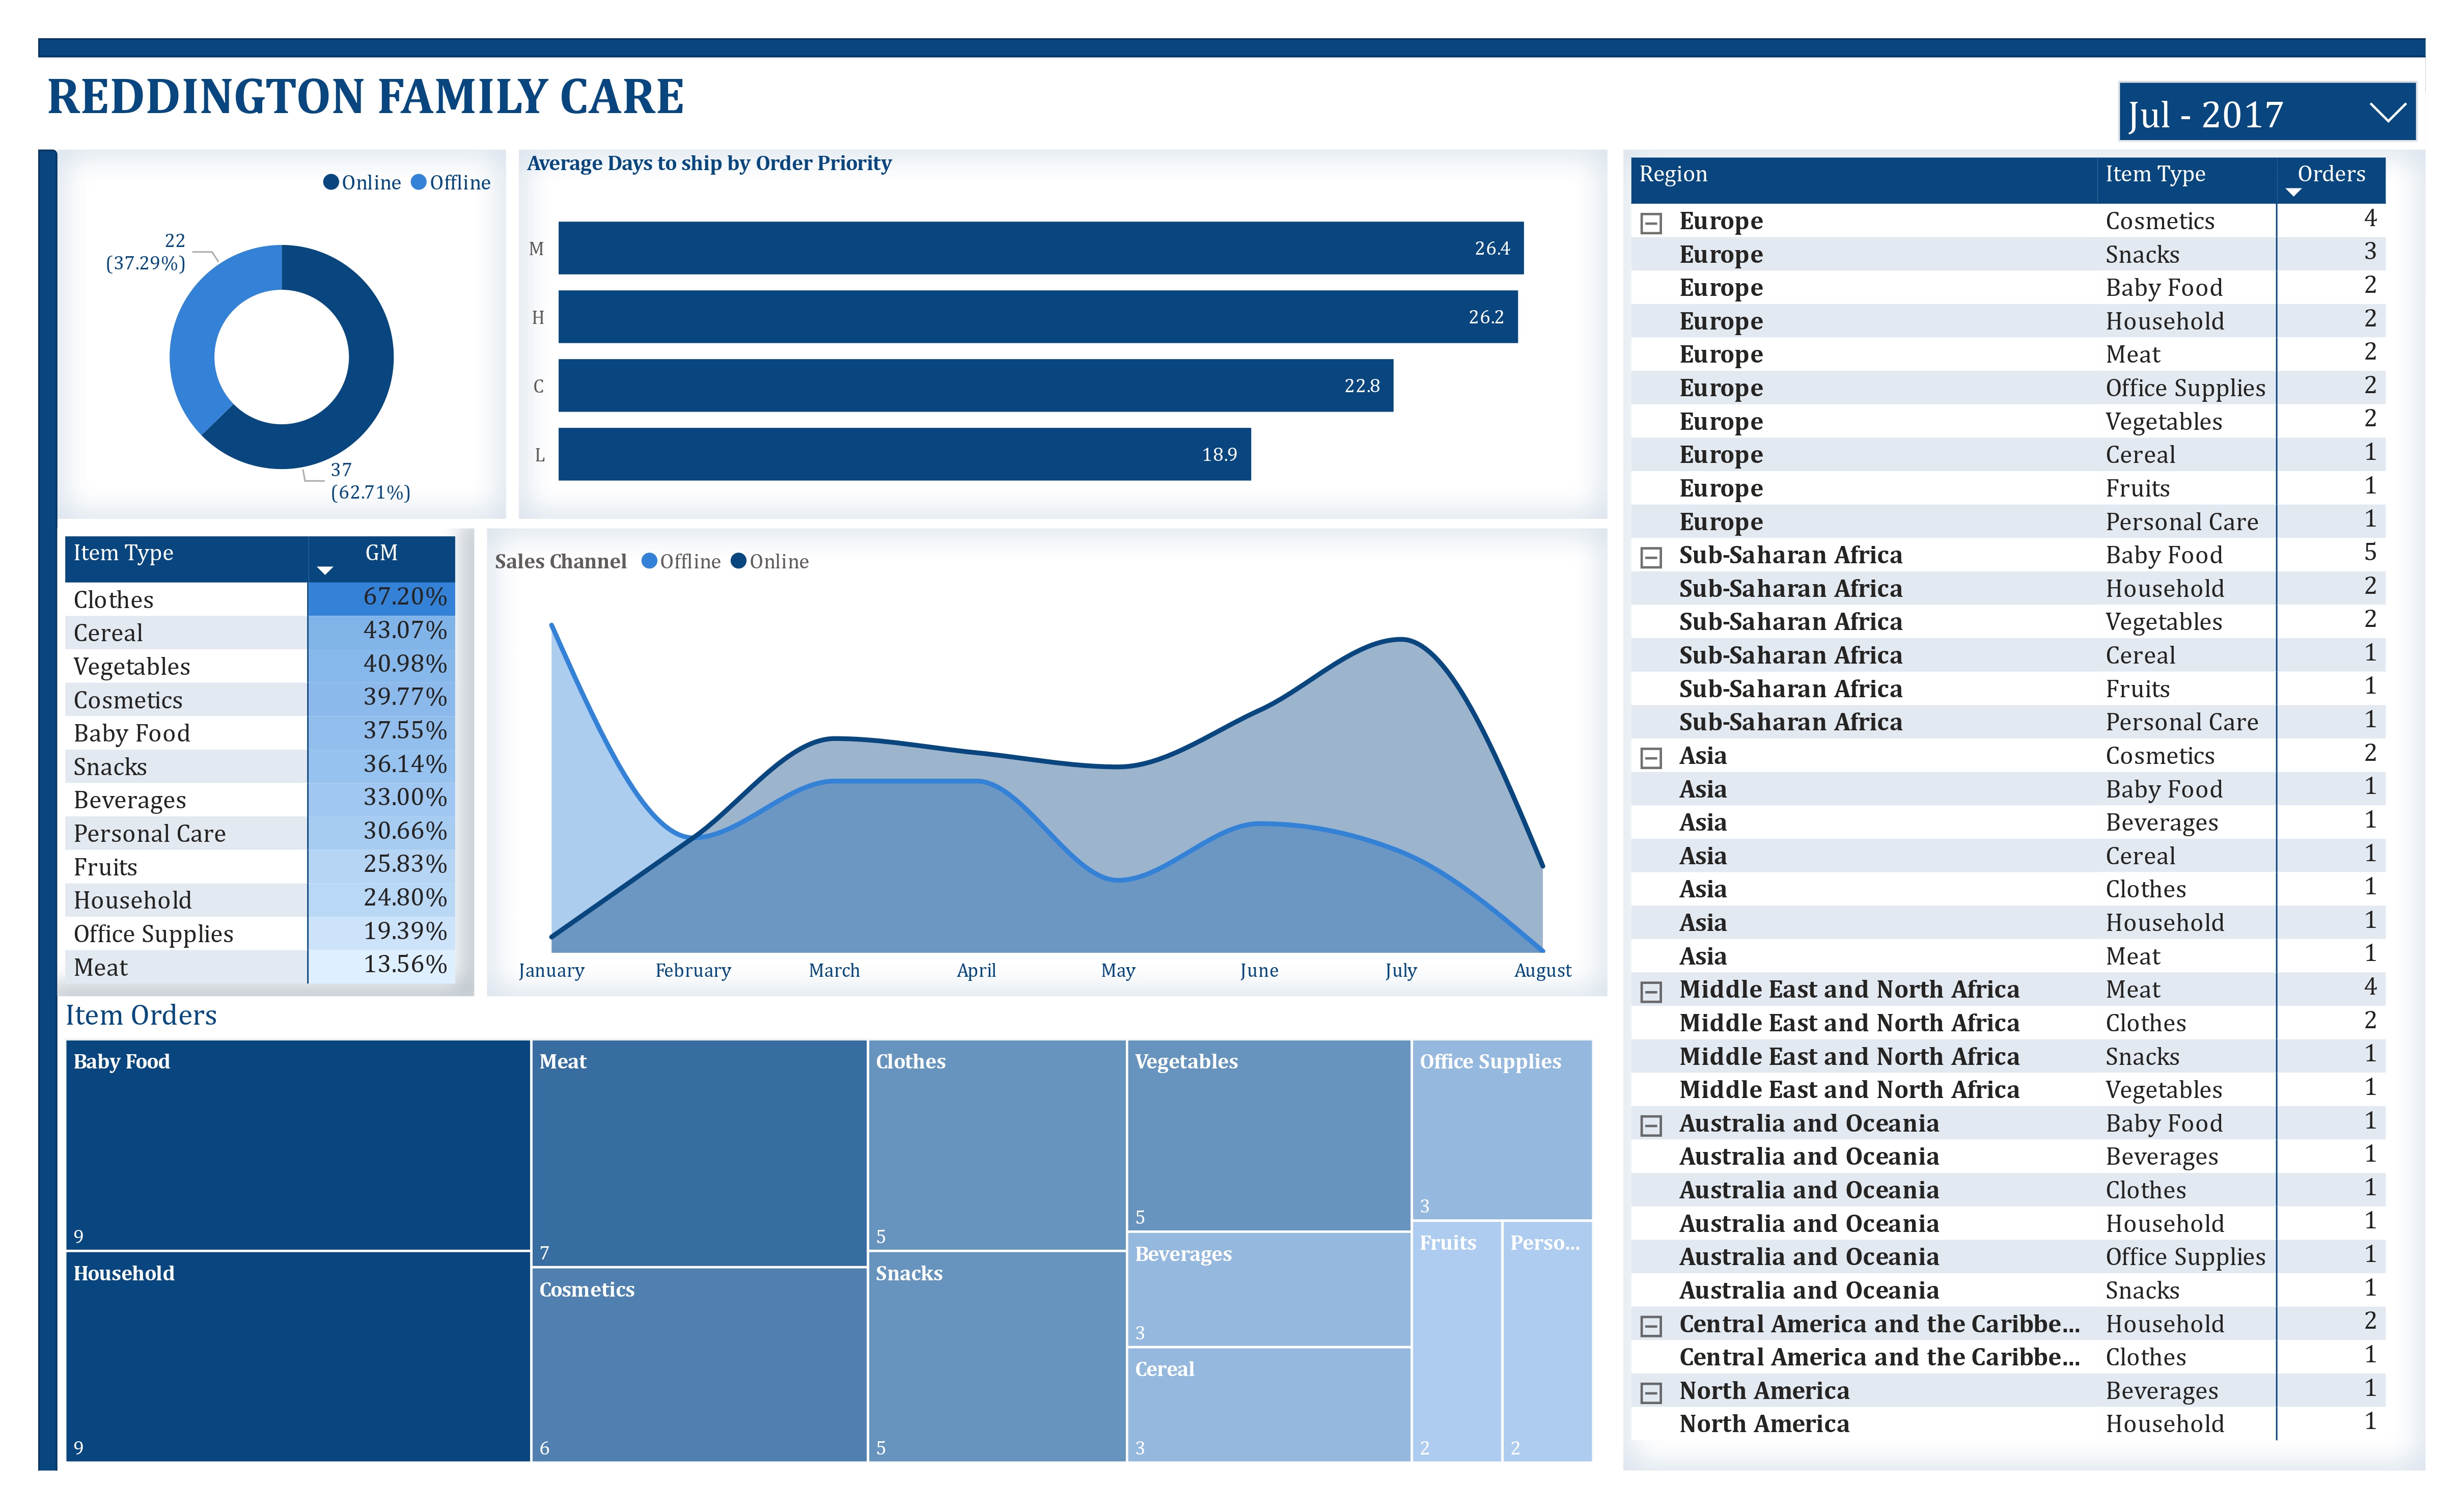 REDDINGTON FAMILY CARE
Jul - 2017
Online Offline
22
(37.29%)
37
(62.71%)
Average Days to ship by Order Priority
M 26.4
H 26.2
C 22.8
L 18.9
Item Type GM
Clothes 67.20%
Cereal 43.07%
Vegetables 40.98%
Cosmetics 39.77%
Baby Food 37.55%
Snacks 36.14%
Beverages 33.00%
Personal Care 30.66%
Fruits 25.83%
Household 24.80%
Office Supplies 19.39%
Meat 13.56%
Sales Channel Offline Online
January February March April May June July August
Item Orders
Baby Food
9
Household
9
Meat
7
Cosmetics
6
Clothes
5
Snacks
5
Vegetables
5
Beverages
3
Cereal
3
Office Supplies
3
Fruits
2
Perso...
2
Region Item Type Orders
Europe Cosmetics 4
Europe Snacks 3
Europe Baby Food 2
Europe Household 2
Europe Meat 2
Europe Office Supplies 2
Europe Vegetables 2
Europe Cereal 1
Europe Fruits 1
Europe Personal Care 1
Sub-Saharan Africa Baby Food 5
Sub-Saharan Africa Household 2
Sub-Saharan Africa Vegetables 2
Sub-Saharan Africa Cereal 1
Sub-Saharan Africa Fruits 1
Sub-Saharan Africa Personal Care 1
Asia Cosmetics 2
Asia Baby Food 1
Asia Beverages 1
Asia Cereal 1
Asia Clothes 1
Asia Household 1
Asia Meat 1
Middle East and North Africa Meat 4
Middle East and North Africa Clothes 2
Middle East and North Africa Snacks 1
Middle East and North Africa Vegetables 1
Australia and Oceania Baby Food 1
Australia and Oceania Beverages 1
Australia and Oceania Clothes 1
Australia and Oceania Household 1
Australia and Oceania Office Supplies 1
Australia and Oceania Snacks 1
Central America and the Caribbe... Household 2
Central America and the Caribbe... Clothes 1
North America Beverages 1
North America Household 1